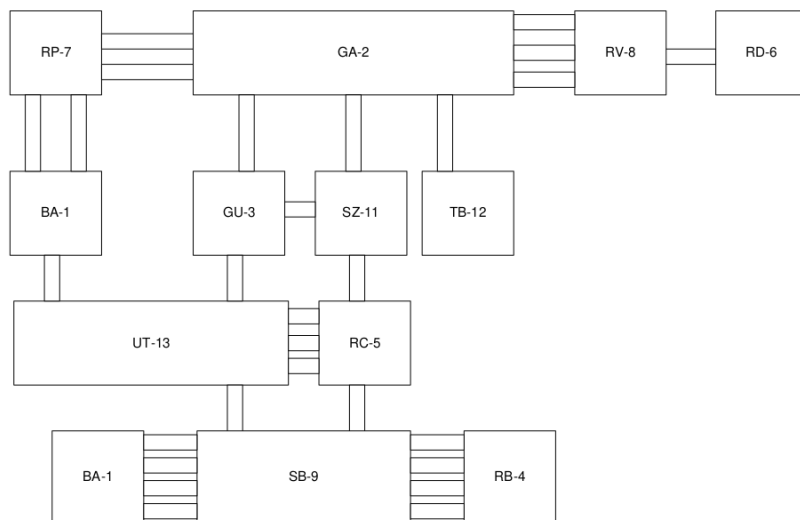 RP-7
GA-2
RV-8
RD-6
BA-1
GU-3
SZ-11
TB-12
UT-13
RC-5
BA-1
SB-9
RB-4